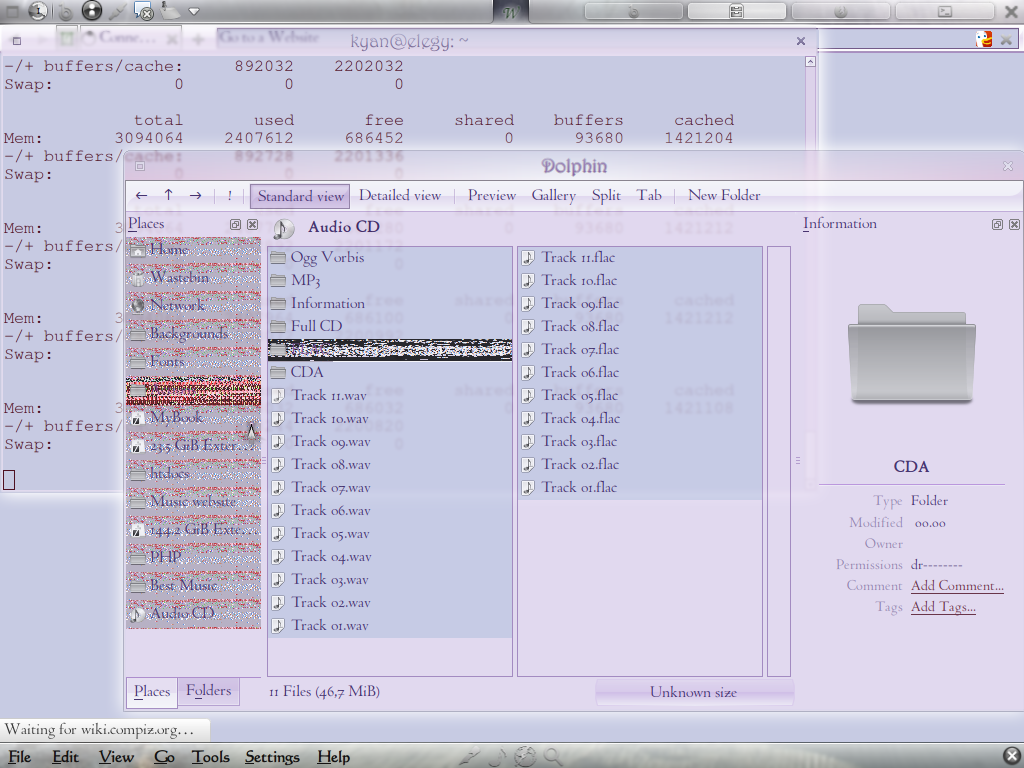 Conne...
Go to a Website
kyan@elegy: ~
-/+ buffers/cache: 892032 2202032
Swap: 0 0 0
total used free shared buffers cached
Mem: 3094064 2407612 686452 0 93680 1421204
-/+ buffers/cache: 892728 2201336
Swap: 0 0 0
Dolphin
← ↑ → ! Standard view Detailed view Preview Gallery Split Tab New Folder
Places
Audio CD
Information
Mem: 3
-/+ buffers/
Swap:
Mem: 3
-/+ buffers/
Swap:
Mem: 3
-/+ buffers/
Swap:
Home
Wastebin
Network
Backgrounds
Fonts
MyBook
23.5 GiB Exter...
htdocs
Music website
144.2 GiB Exte...
PHP
Best Music
Audio CD
Ogg Vorbis
MP3
Information
Full CD
CDA
Track 11.wav
Track 10.wav
Track 09.wav
Track 08.wav
Track 07.wav
Track 06.wav
Track 05.wav
Track 04.wav
Track 03.wav
Track 02.wav
Track 01.wav
Track 11.flac
Track 10.flac
Track 09.flac
Track 08.flac
Track 07.flac
Track 06.flac
Track 05.flac
Track 04.flac
Track 03.flac
Track 02.flac
Track 01.flac
CDA
Type Folder
Modified 00.00
Owner
Permissions dr--------
Comment Add Comment...
Tags Add Tags...
Places Folders
11 Files (46,7 MiB)
Unknown size
Waiting for wiki.compiz.org...
File Edit View Go Tools Settings Help